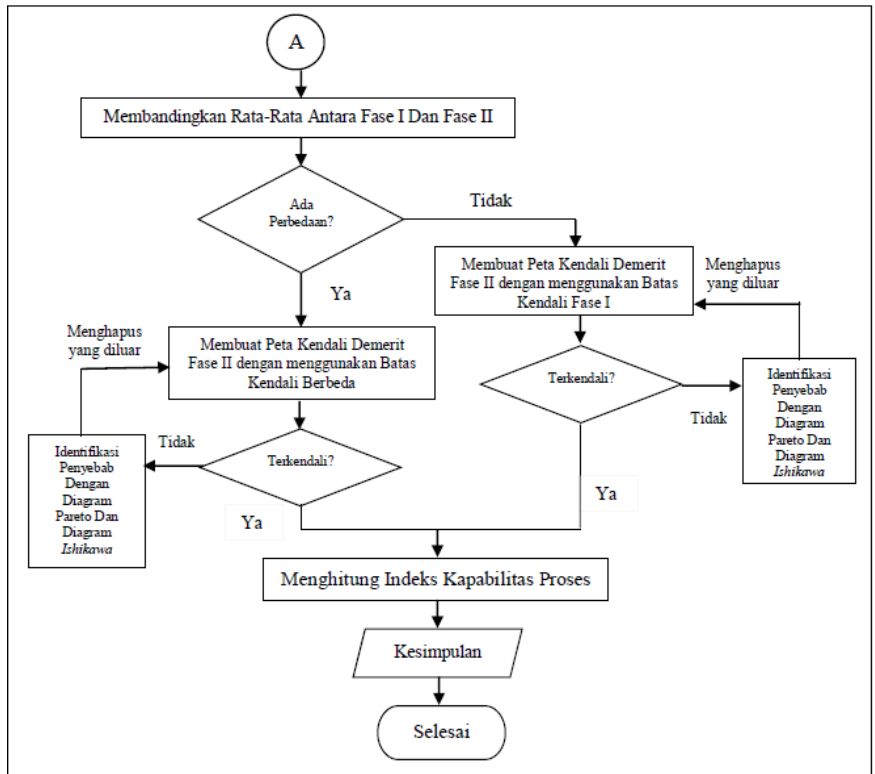 A
Membandingkan Rata-Rata Antara Fase I Dan Fase II
Ada
Perbedaan?
Tidak
Ya
Membuat Peta Kendali Demerit
Fase II dengan menggunakan Batas
Kendali Fase I
Menghapus
yang diluar
Menghapus
yang diluar
Membuat Peta Kendali Demerit
Fase II dengan menggunakan Batas
Kendali Berbeda
Terkendali?
Tidak
Identifikasi
Penyebab
Dengan
Diagram
Pareto Dan
Diagram
Ishikawa
Identifikasi
Penyebab
Dengan
Diagram
Pareto Dan
Diagram
Ishikawa
Tidak
Terkendali?
Ya
Ya
Menghitung Indeks Kapabilitas Proses
Kesimpulan
Selesai